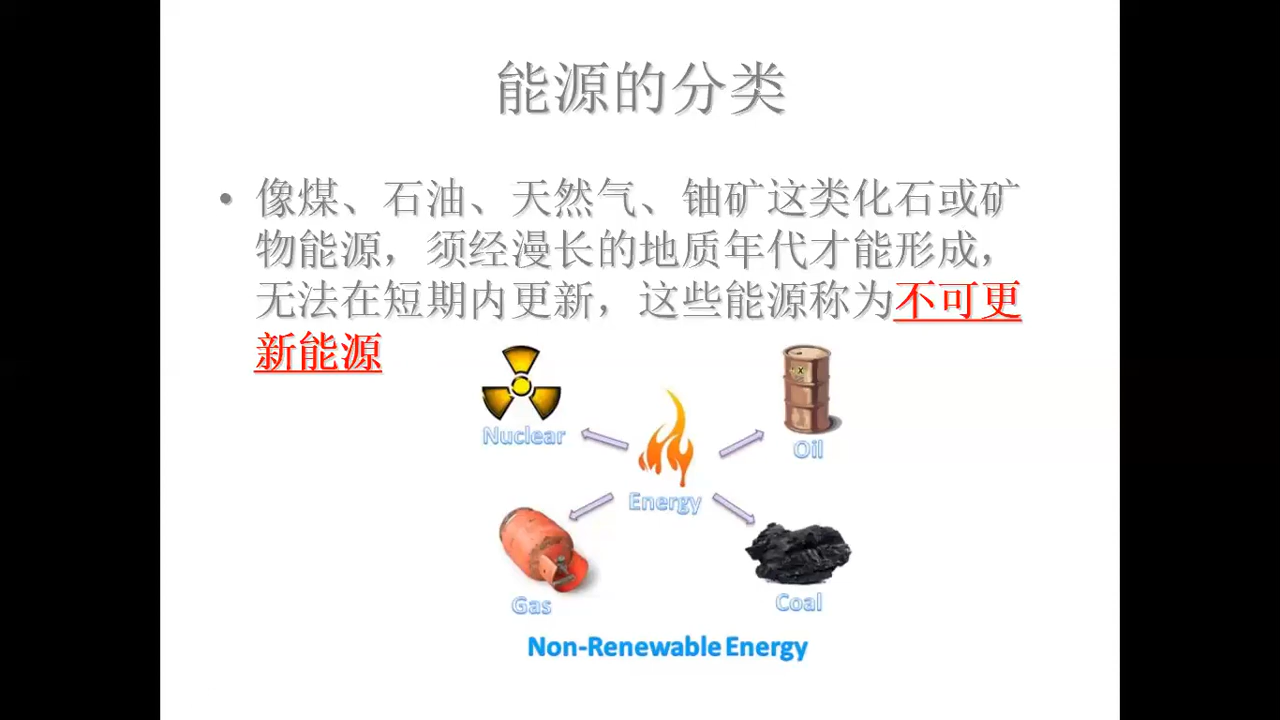 能源的分类
• 像煤、石油、天然气、铀矿这类化石或矿
物能源，须经漫长的地质年代才能形成，
无法在短期内更新，这些能源称为不可更
新能源
Nuclear
Oil
Energy
Gas
Coal
Non-Renewable Energy